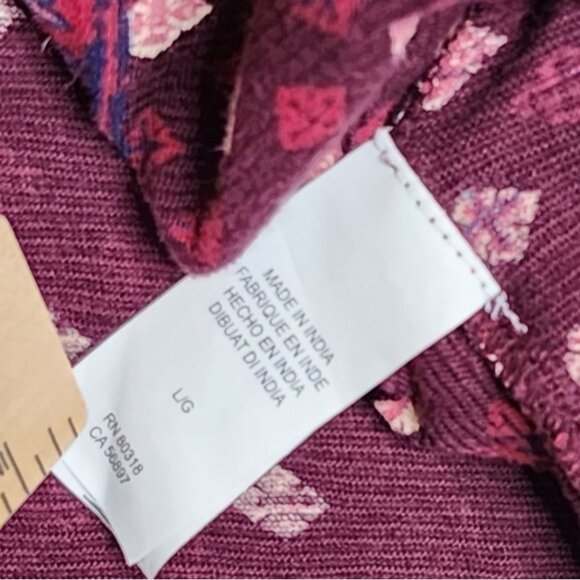 MADE IN INDIA
FABRIQUE EN INDE
HECHO EN INDIA
DIBUAT DI INDIA
L/G
RN 80318
CA 56897